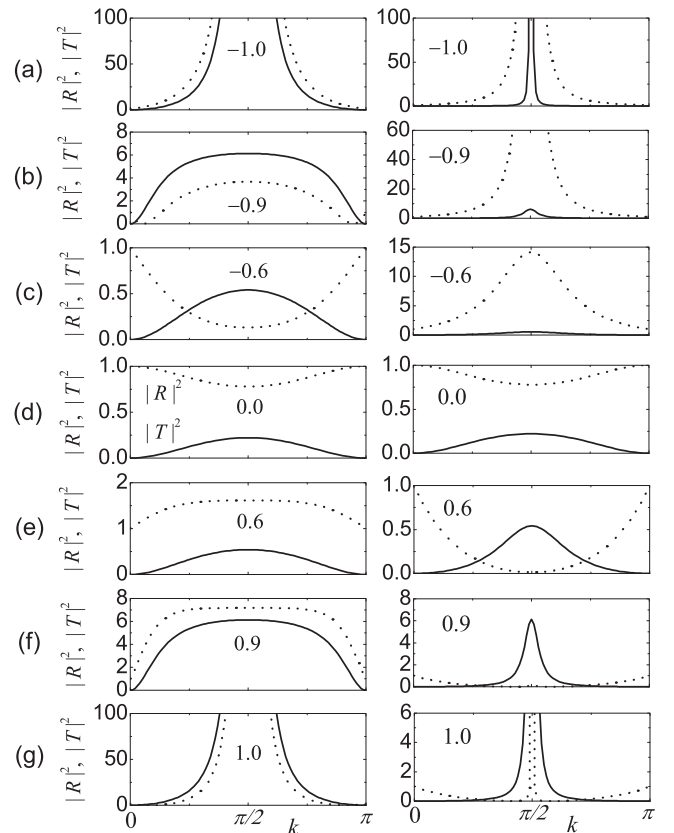 (a) |R|², |T|² 100 50 0 −1.0 100 50 0 −1.0
(b) |R|², |T|² 8 6 4 2 0 −0.9 60 40 20 0 −0.9
(c) |R|², |T|² 1.0 0.5 0.0 −0.6 15 10 5 0 −0.6
(d) |R|², |T|² 1.0 0.5 0.0 |R|² |T|² 0.0 1.0 0.5 0.0 0.0
(e) |R|², |T|² 2 1 0 0.6 1.0 0.5 0.0 0.6
(f) |R|², |T|² 8 6 4 2 0 0.9 8 6 4 2 0 0.9
(g) |R|², |T|² 100 50 0 1.0 6 4 2 0 1.0
0 π/2 k π 0 π/2 k π